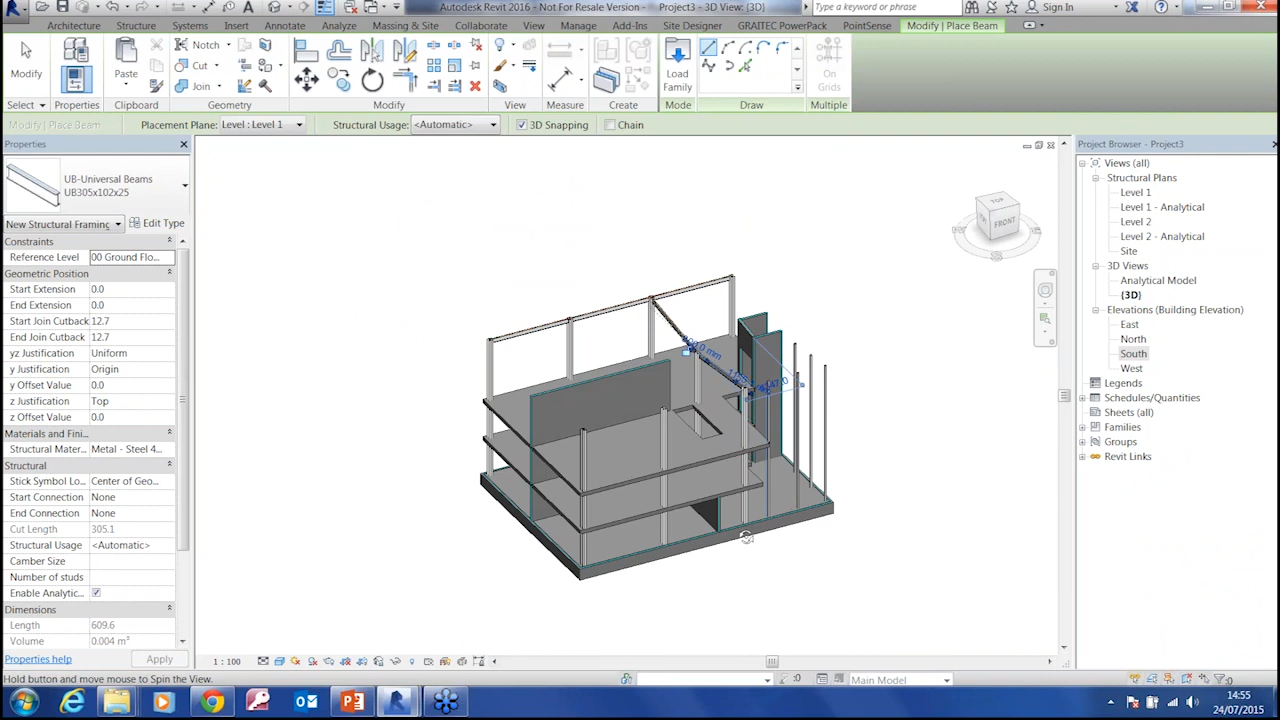 Autodesk Revit 2016 - Not For Resale Version - Project3 - 3D View: {3D}
Type a keyword or phrase
Sign In
Architecture Structure Systems Insert Annotate Analyze Massing & Site Collaborate View Manage Add-Ins Site Designer GRAITEC PowerPack PointSense Modify | Place Beam
Notch
Cut
Join
Modify
Paste
Load
Family
On
Grids
Select Properties Clipboard Geometry Modify View Measure Create Mode Draw Multiple
Modify | Place Beam
Placement Plane: Level : Level 1
Structural Usage: <Automatic>
3D Snapping
Chain
Properties
UB-Universal Beams
UB305x102x25
New Structural Framing
Edit Type
Constraints
Reference Level 00 Ground Flo...
Geometric Position
Start Extension 0.0
End Extension 0.0
Start Join Cutback 12.7
End Join Cutback 12.7
yz Justification Uniform
y Justification Origin
y Offset Value 0.0
z Justification Top
z Offset Value 0.0
Materials and Fini...
Structural Mater... Metal - Steel 4...
Structural
Stick Symbol Lo... Center of Geo...
Start Connection None
End Connection None
Cut Length 305.1
Structural Usage <Automatic>
Camber Size
Number of studs
Enable Analytic...
Dimensions
Length 609.6
Volume 0.004 m³
Properties help
Apply
TOP
FRONT
Project Browser - Project3
Views (all)
Structural Plans
Level 1
Level 1 - Analytical
Level 2
Level 2 - Analytical
Site
3D Views
Analytical Model
{3D}
Elevations (Building Elevation)
East
North
South
West
Legends
Schedules/Quantities
Sheets (all)
Families
Groups
Revit Links
1 : 100
Hold button and move mouse to Spin the View.
:0
Main Model
:0
14:55
24/07/2015